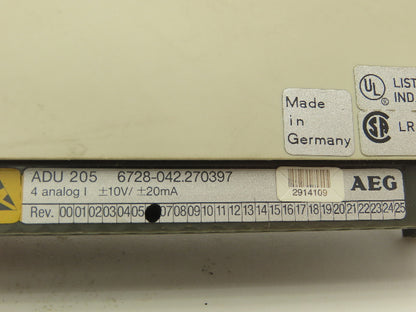 UL
LIST
IND.
SA
LR
Made
in
Germany
ADU 205 6728-042.270397
4 analog I ±10V/ ±20mA
2914109
AEG
Rev. 00 01 02 03 04 05 07 08 09 10 11 12 13 14 15 16 17 18 19 20 21 22 23 24 25